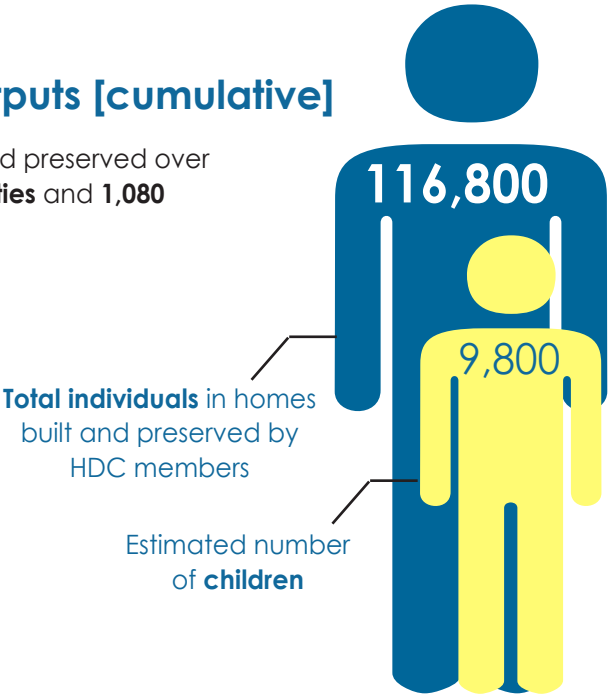 puts [cumulative]
d preserved over
ties and 1,080
116,800
9,800
Total individuals in homes
built and preserved by
HDC members
Estimated number
of children